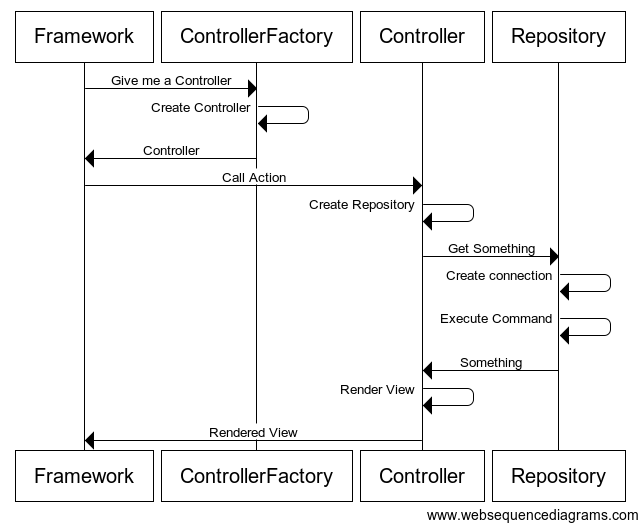 Framework ControllerFactory Controller Repository
Give me a Controller
Create Controller
Controller
Call Action
Create Repository
Get Something
Create connection
Execute Command
Something
Render View
Rendered View
Framework ControllerFactory Controller Repository
www.websequencediagrams.com